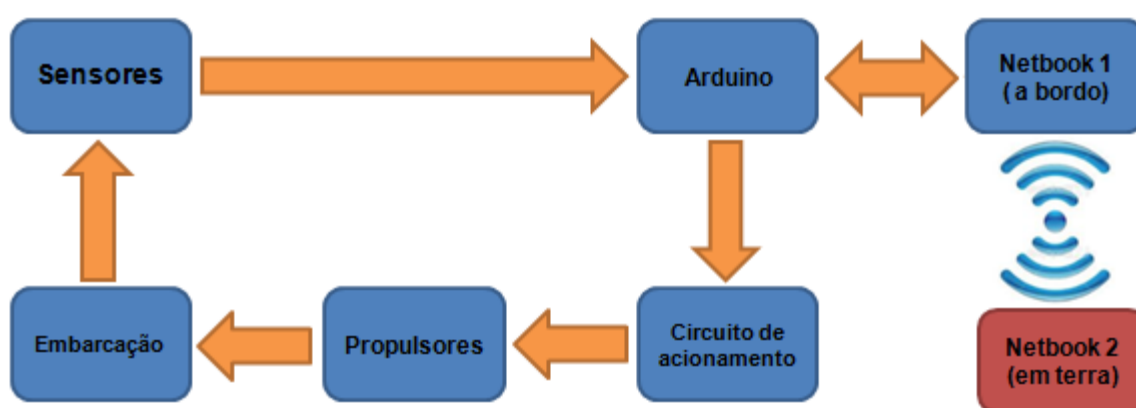 Sensores
Arduino
Netbook 1
( a bordo)
Embarcação
Propulsores
Circuito de
acionamento
Netbook 2
(em terra)